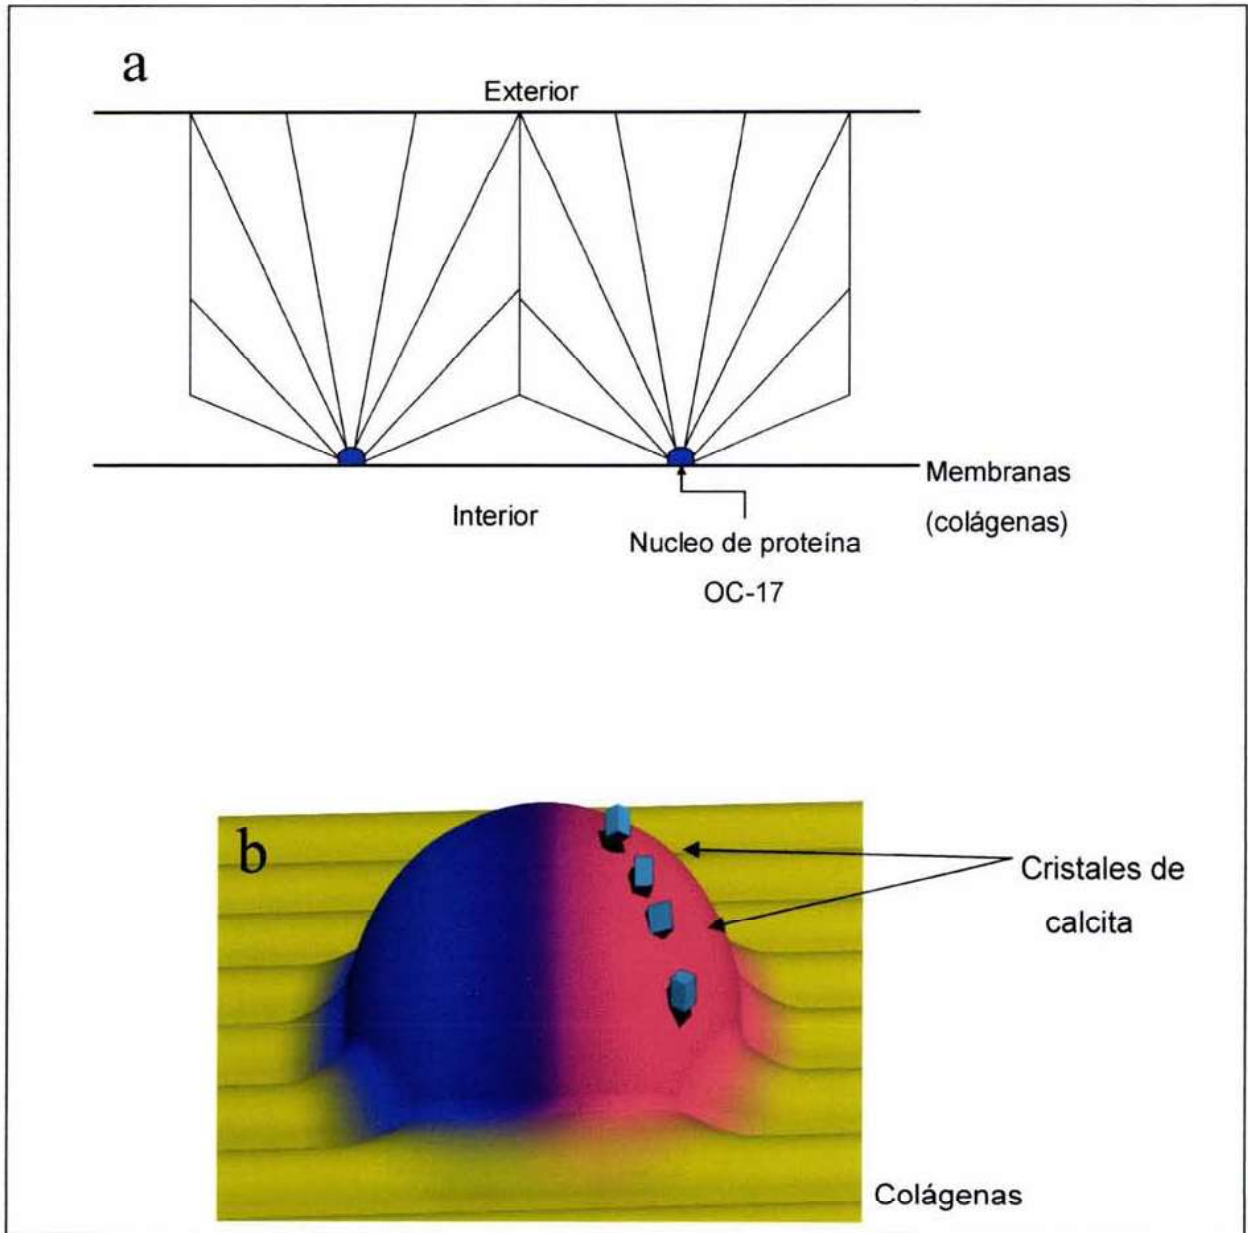 a
Exterior
Membranas
(colágenas)
Interior
Nucleo de proteína
OC-17
b
Cristales de
calcita
Colágenas